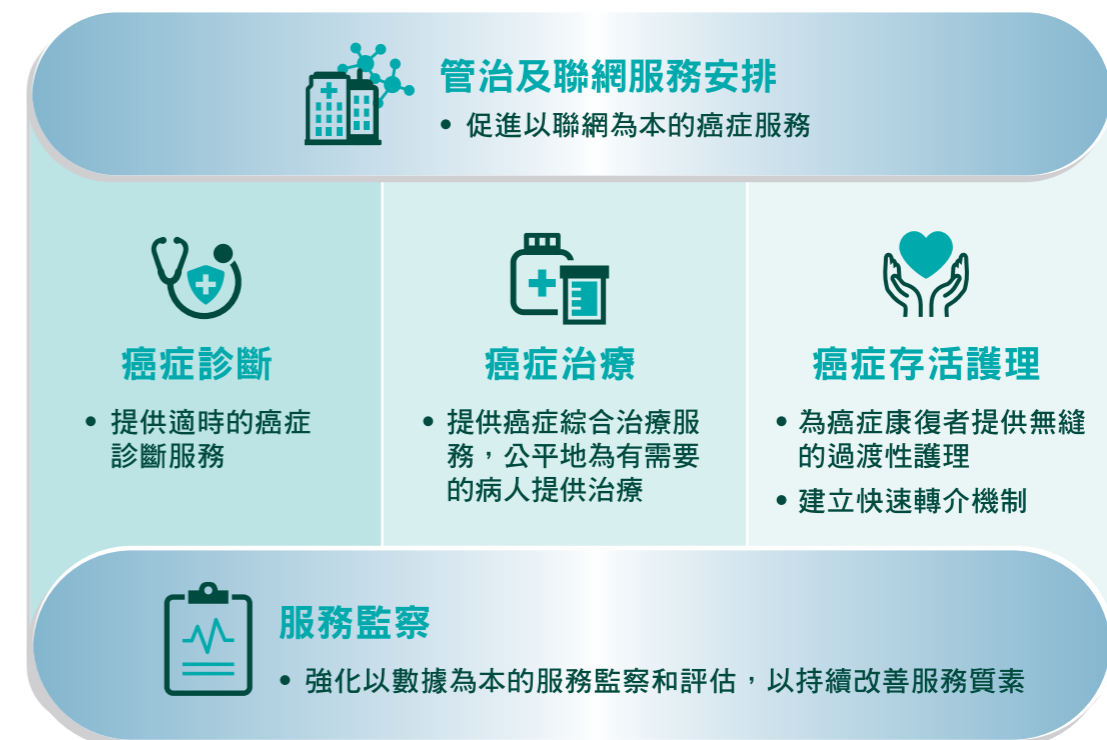 管治及聯網服務安排
• 促進以聯網為本的癌症服務
癌症診斷
• 提供適時的癌症
診斷服務
癌症治療
• 提供癌症綜合治療服
務，公平地為有需要
的病人提供治療
癌症存活護理
• 為癌症康復者提供無縫
的過渡性護理
• 建立快速轉介機制
服務監察
• 強化以數據為本的服務監察和評估，以持續改善服務質素